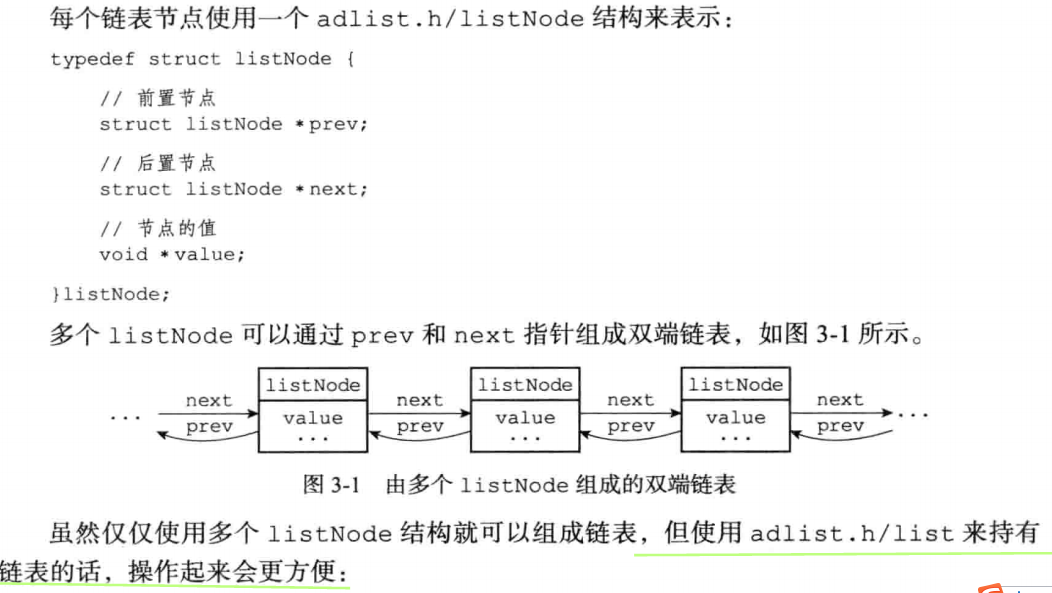 每个链表节点使用一个 adlist.h/listNode 结构来表示：
typedef struct listNode {
// 前置节点
struct listNode *prev;
// 后置节点
struct listNode *next;
// 节点的值
void *value;
}listNode;
多个 listNode 可以通过 prev 和 next 指针组成双端链表，如图 3-1 所示。
listNode listNode listNode
... next value next value next value next ...
prev ... prev ... prev ... prev
图 3-1 由多个 listNode 组成的双端链表
虽然仅仅使用多个 listNode 结构就可以组成链表，但使用 adlist.h/list 来持有
链表的话，操作起来会更方便：